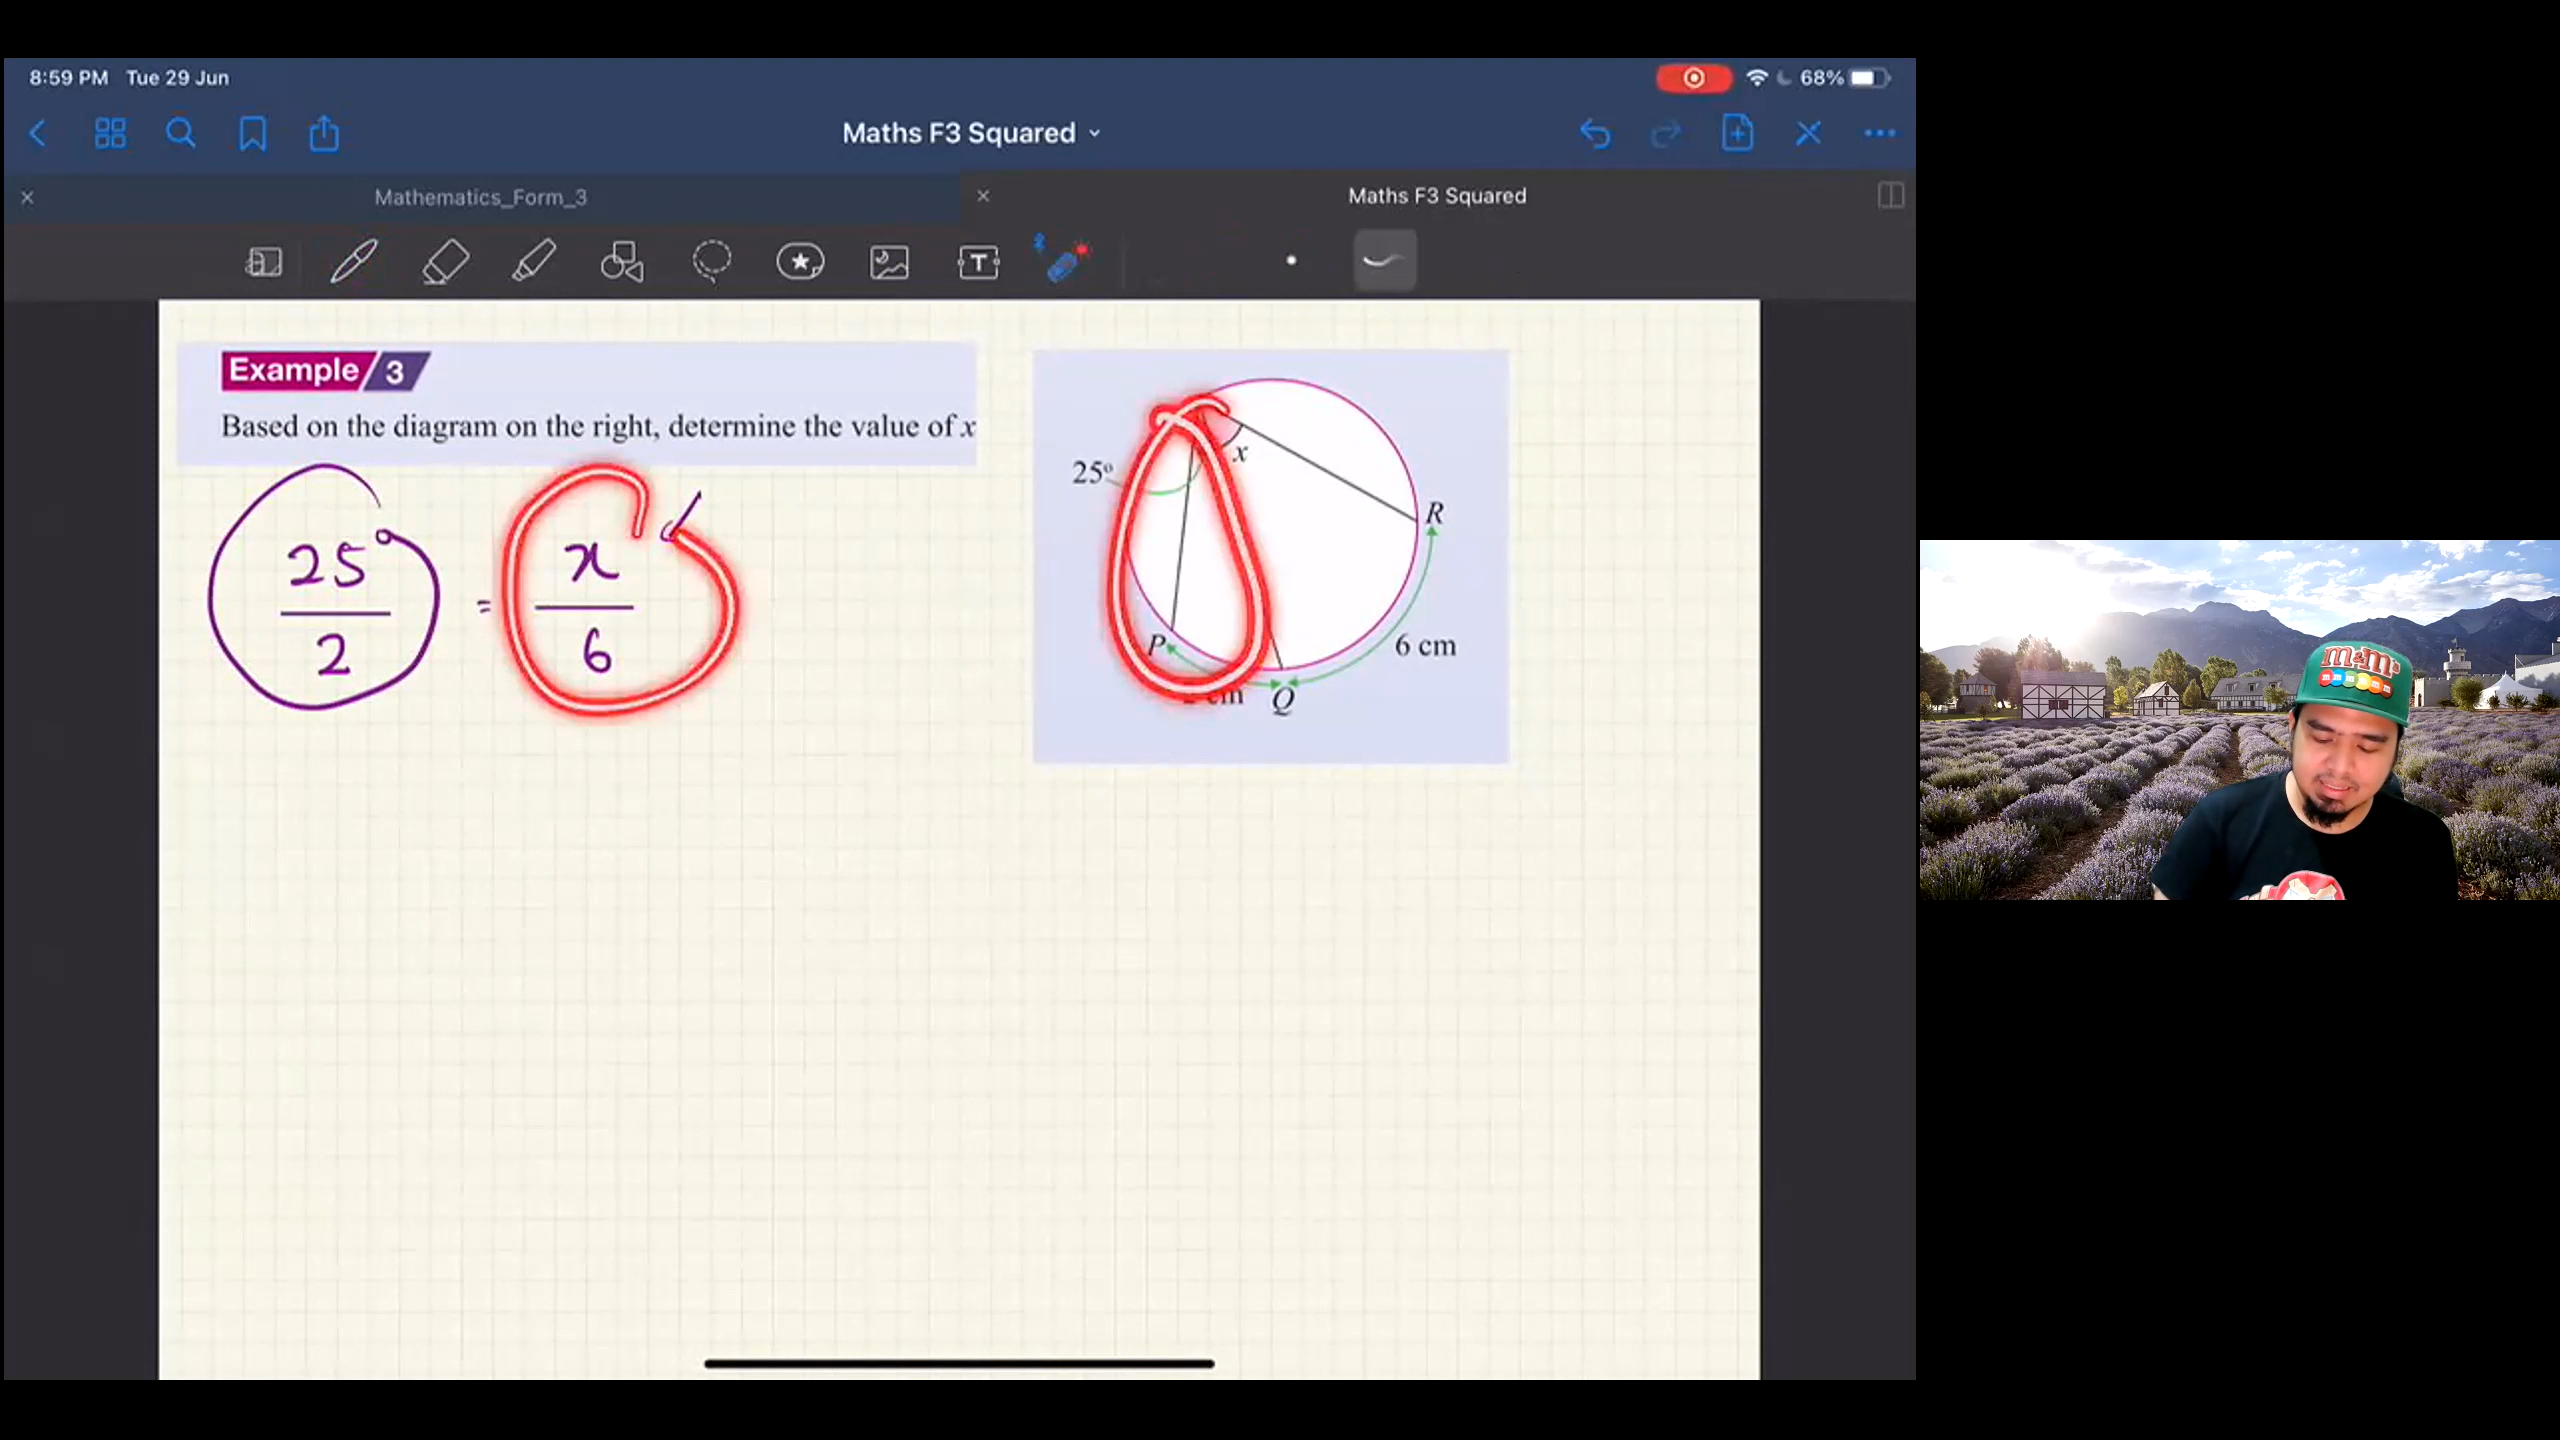 8:59 PM Tue 29 Jun
68%
Maths F3 Squared
Mathematics_Form_3
Maths F3 Squared
T
Example 3
Based on the diagram on the right, determine the value of x
25° / 2 = x / 6
25°
x
R
P
6 cm
cm
Q
m&m's